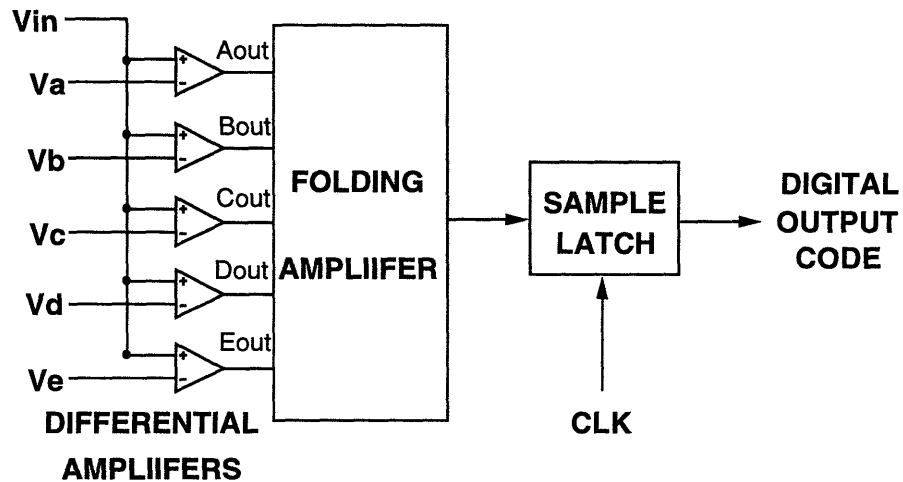 Vin
Aout
+
-
Va
Bout
+
-
Vb
FOLDING
AMPLIIFER
Cout
+
-
Vc
Dout
+
-
Vd
Eout
+
-
Ve
SAMPLE
LATCH
DIGITAL
OUTPUT
CODE
CLK
DIFFERENTIAL
AMPLIIFERS